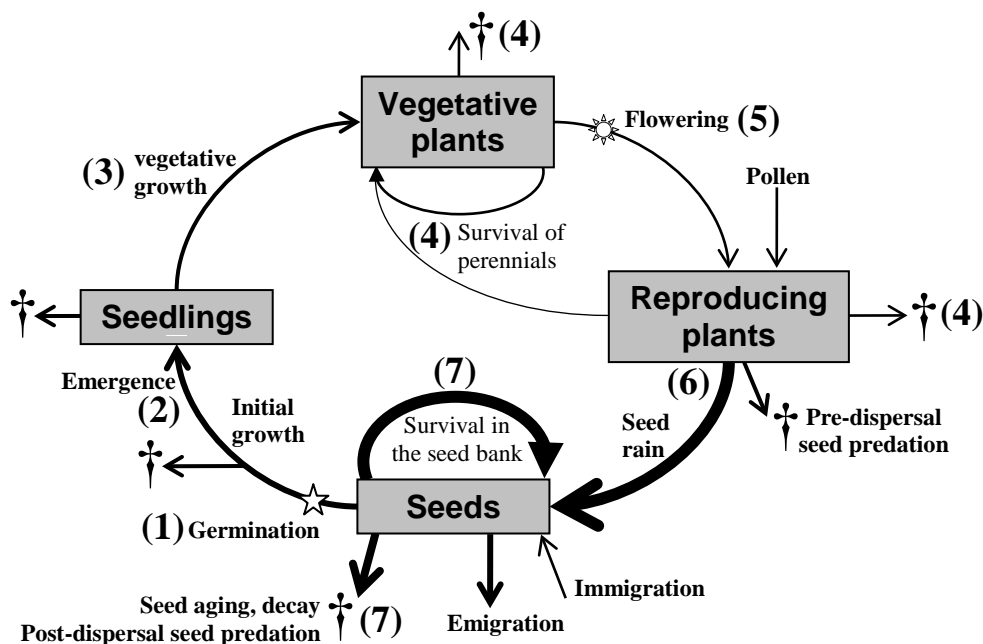 † (4)
Vegetative
plants
Flowering (5)
(3) vegetative
growth
Pollen
(4) Survival of
perennials
† Seedlings
Reproducing
plants
† (4)
Emergence
(2)
Initial
growth
†
(7)
Survival in
the seed bank
(6)
Seed
rain
† Pre-dispersal
seed predation
Seeds
(1) Germination
Immigration
Seed aging, decay
Post-dispersal seed predation
† (7)
Emigration